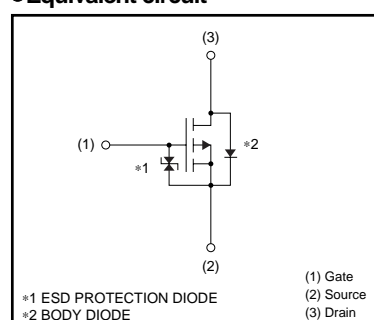 Equivalent circuit
(3)
(1)
∗2
∗1
(2)
∗1 ESD PROTECTION DIODE
∗2 BODY DIODE
(1) Gate
(2) Source
(3) Drain